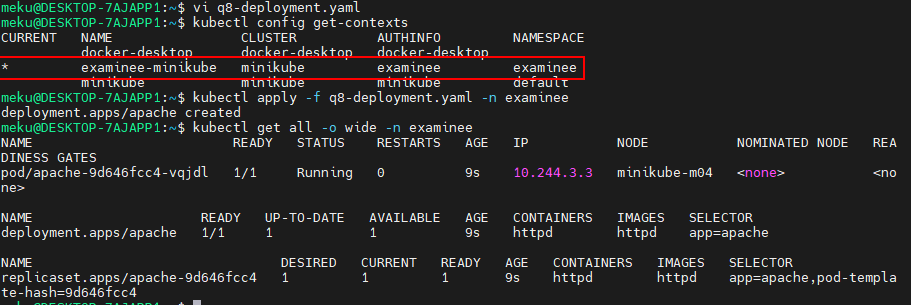 meku@DESKTOP-7AJAPP1:~$ vi q8-deployment.yaml
meku@DESKTOP-7AJAPP1:~$ kubectl config get-contexts
CURRENT   NAME                CLUSTER          AUTHINFO         NAMESPACE
          docker-desktop      docker-desktop   docker-desktop
*         examinee-minikube   minikube         examinee         examinee
          minikube            minikube         minikube         default
meku@DESKTOP-7AJAPP1:~$ kubectl apply -f q8-deployment.yaml -n examinee
deployment.apps/apache created
meku@DESKTOP-7AJAPP1:~$ kubectl get all -o wide -n examinee
NAME                         READY   STATUS    RESTARTS   AGE   IP           NODE           NOMINATED NODE   REA
DINESS GATES
pod/apache-9d646fcc4-vqjdl   1/1     Running   0          9s    10.244.3.3   minikube-m04   <none>           <no
ne>
NAME                     READY   UP-TO-DATE   AVAILABLE   AGE   CONTAINERS   IMAGES   SELECTOR
deployment.apps/apache   1/1     1            1           9s    httpd        httpd    app=apache
NAME                               DESIRED   CURRENT   READY   AGE   CONTAINERS   IMAGES   SELECTOR
replicaset.apps/apache-9d646fcc4   1         1         1       9s    httpd        httpd    app=apache,pod-templa
te-hash=9d646fcc4